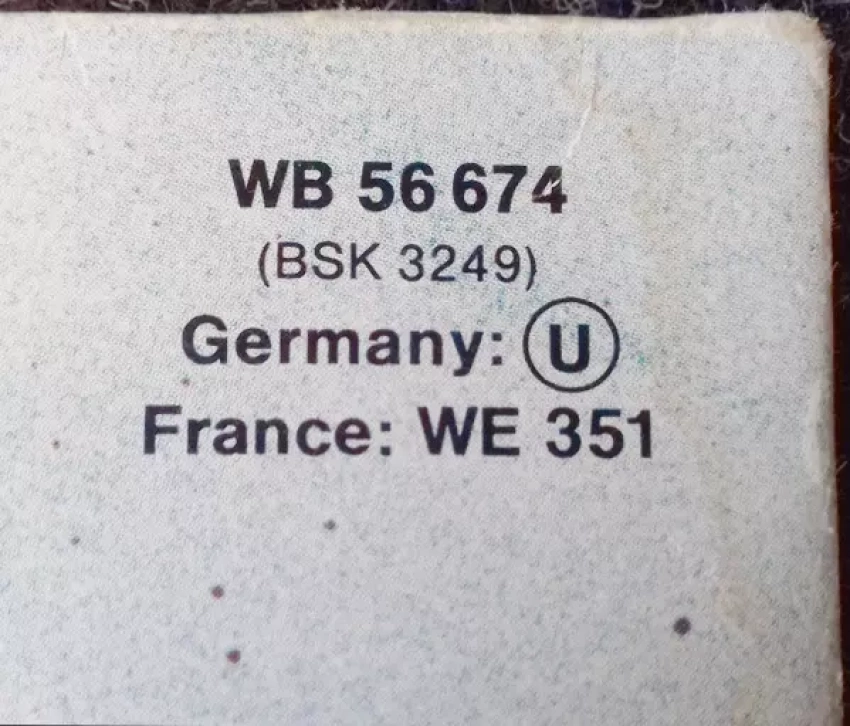 WB 56 674
(BSK 3249)
Germany: Ⓤ
France: WE 351